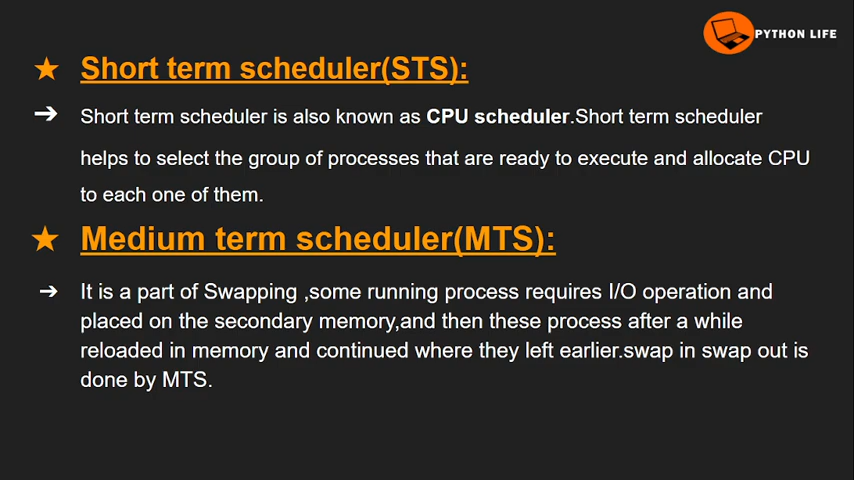 PYTHON LIFE
★ Short term scheduler(STS):
➔ Short term scheduler is also known as CPU scheduler.Short term scheduler
helps to select the group of processes that are ready to execute and allocate CPU
to each one of them.
★ Medium term scheduler(MTS):
➔ It is a part of Swapping ,some running process requires I/O operation and
placed on the secondary memory,and then these process after a while
reloaded in memory and continued where they left earlier.swap in swap out is
done by MTS.